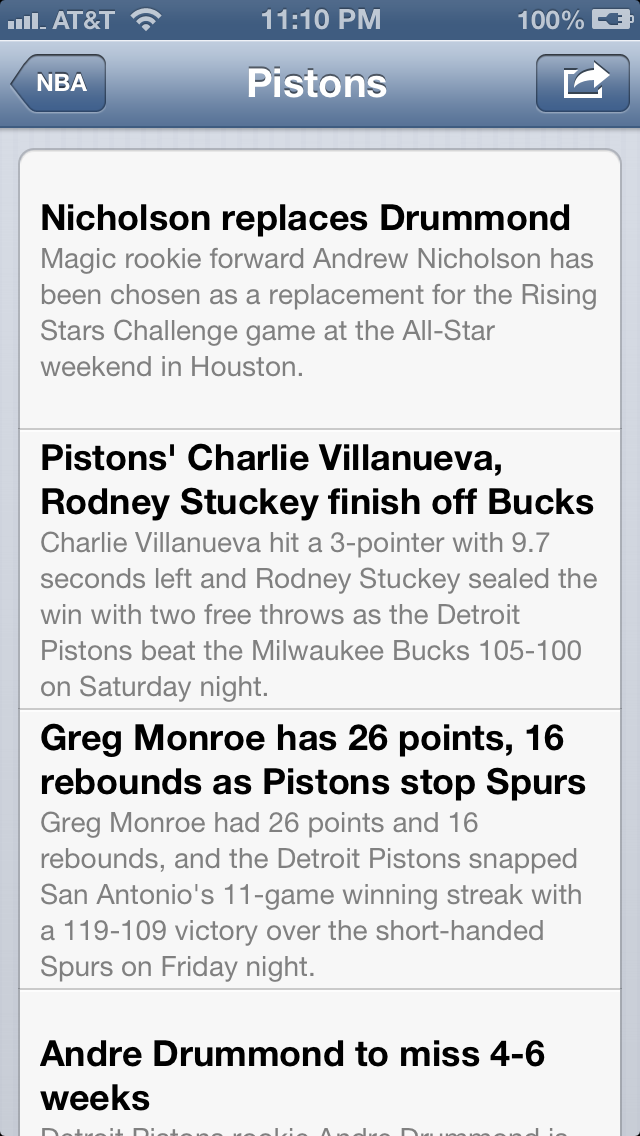 AT&T 11:10 PM 100%
NBA Pistons
Nicholson replaces Drummond
Magic rookie forward Andrew Nicholson has
been chosen as a replacement for the Rising
Stars Challenge game at the All-Star
weekend in Houston.
Pistons' Charlie Villanueva,
Rodney Stuckey finish off Bucks
Charlie Villanueva hit a 3-pointer with 9.7
seconds left and Rodney Stuckey sealed the
win with two free throws as the Detroit
Pistons beat the Milwaukee Bucks 105-100
on Saturday night.
Greg Monroe has 26 points, 16
rebounds as Pistons stop Spurs
Greg Monroe had 26 points and 16
rebounds, and the Detroit Pistons snapped
San Antonio's 11-game winning streak with
a 119-109 victory over the short-handed
Spurs on Friday night.
Andre Drummond to miss 4-6
weeks
Detroit Pistons rookie Andre Drummond is